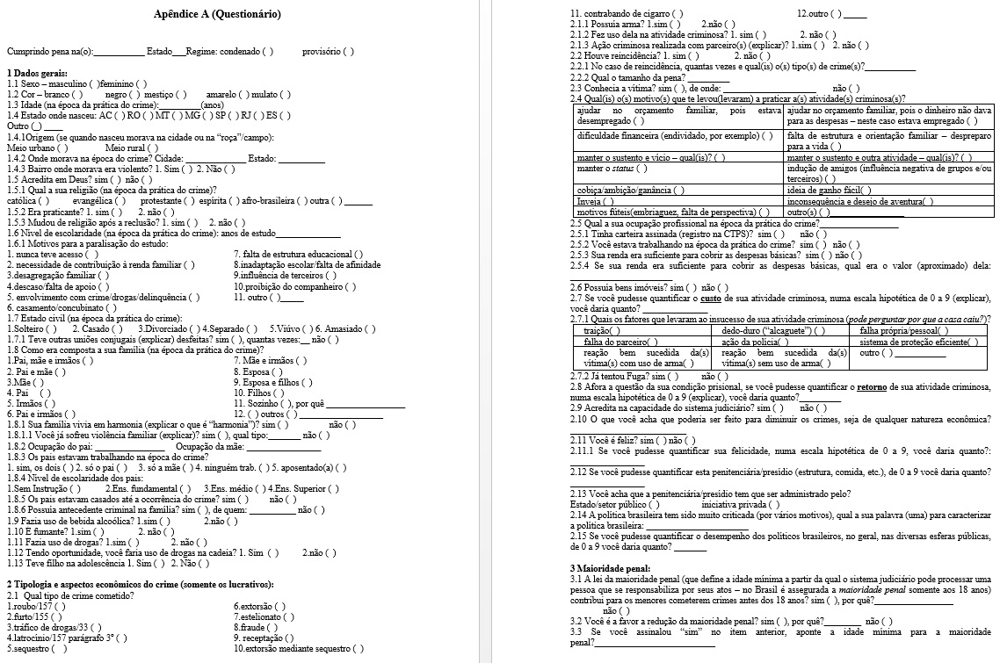 Apêndice A (Questionário)
Cumprindo pena na(o):____________ Estado___Regime: condenado ( ) provisório ( )
1 Dados gerais:
1.1 Sexo – masculino ( )feminino ( )
1.2 Cor – branco ( ) negro ( ) mestiço ( ) amarelo ( ) mulato ( )
1.3 Idade (na época da prática do crime):__________(anos)
1.4 Estado onde nasceu: AC ( ) RO ( ) MT ( ) MG ( ) SP ( ) RJ ( ) ES ( )
Outro ( )_____
1.4.1Origem (se quando nasceu morava na cidade ou na “roça”/campo):
Meio urbano ( ) Meio rural ( )
1.4.2 Onde morava na época do crime? Cidade: ______________ Estado: ___________
1.4.3 Bairro onde morava era violento? 1. Sim ( ) 2. Não ( )
1.5 Acredita em Deus? sim ( ) não ( )
1.5.1 Qual a sua religião (na época da prática do crime)?
católica ( ) evangélica ( ) protestante ( ) espírita ( ) afro-brasileira ( ) outra ( ) ______
1.5.2 Era praticante? 1. sim ( ) 2. não ( )
1.5.3 Mudou de religião após a reclusão? 1. sim ( ) 2. não ( )
1.6 Nível de escolaridade (na época da prática do crime): anos de estudo_______________
1.6.1 Motivos para a paralisação do estudo:
1. nunca teve acesso ( ) 7. falta de estrutura educacional ( )
2. necessidade de contribuição à renda familiar ( ) 8.inadaptação escolar/falta de afinidade
3.desagregação familiar ( ) 9.influência de terceiros ( )
4.descaso/falta de apoio ( ) 10.proibição do companheiro ( )
5. envolvimento com crime/drogas/delinquência ( ) 11. outro ( )_____
6. casamento/concubinato ( )
1.7 Estado civil (na época da prática do crime):
1.Solteiro ( ) 2. Casado ( ) 3.Divorciado ( ) 4.Separado ( ) 5.Viúvo ( ) 6. Amasiado ( )
1.7.1 Teve outras uniões conjugais (explicar) desfeitas? sim ( ), quantas vezes:__ não ( )
1.8 Como era composta a sua família (na época da prática do crime)?
1.Pai, mãe e irmãos ( ) 7. Mãe e irmãos ( )
2. Pai e mãe ( ) 8. Esposa ( )
3.Mãe ( ) 9. Esposa e filhos ( )
4. Pai ( ) 10. Filhos ( )
5. Irmãos ( ) 11. Sozinho ( ), por quê __________________
6. Pai e irmãos ( ) 12. ( ) outros ( ) ___________________
1.8.1 Sua família vivia em harmonia (explicar o que é “harmonia”)? sim ( ) não ( )
1.8.1.1 Você já sofreu violência familiar (explicar)? sim ( ), qual tipo:_______ não ( )
1.8.2 Ocupação do pai: ________________ Ocupação da mãe: _________________
1.8.3 Os pais estavam trabalhando na época do crime?
1. sim, os dois ( ) 2. só o pai ( ) 3. só a mãe ( ) 4. ninguém trab. ( ) 5. aposentado(a) ( )
1.8.4 Nível de escolaridade dos pais:
1.Sem Instrução ( ) 2.Ens. fundamental ( ) 3.Ens. médio ( ) 4.Ens. Superior ( )
1.8.5 Os pais estavam casados até a ocorrência do crime? sim ( ) não ( )
1.8.6 Possuía antecedente criminal na família? sim ( ), de quem: ___________ não ( )
1.9 Fazia uso de bebida alcoólica? 1.sim ( ) 2.não ( )
1.10 É fumante? 1.sim ( ) 2. não ( )
1.11 Fazia uso de drogas? 1.sim ( ) 2. não ( )
1.12 Tendo oportunidade, você faria uso de drogas na cadeia? 1. Sim ( ) 2.não ( )
1.13 Teve filho na adolescência 1. Sim ( ) 2. Não ( )
2 Tipologia e aspectos econômicos do crime (somente os lucrativos):
2.1 Qual tipo de crime cometido?
1.roubo/157 ( ) 6.extorsão ( )
2.furto/155 ( ) 7.estelionato ( )
3.tráfico de drogas/33 ( ) 8.fraude ( )
4.latrocínio/157 parágrafo 3º ( ) 9. receptação ( )
5.sequestro ( ) 10.extorsão mediante sequestro ( )
11. contrabando de cigarro ( ) 12.outro ( ) _____
2.1.1 Possuía arma? 1.sim ( ) 2.não ( )
2.1.2 Fez uso dela na atividade criminosa? 1. sim ( ) 2. não ( )
2.1.3 Ação criminosa realizada com parceiro(s) (explicar)? 1.sim ( ) 2. não ( )
2.2 Houve reincidência? 1. sim ( ) 2. não ( )
2.2.1 No caso de reincidência, quantas vezes e qual(is) o(s) tipo(s) de crime(s)?____________
2.2.2 Qual o tamanho da pena? __________
2.3 Conhecia a vítima? sim ( ), de onde: _____________________ não ( )
2.4 Qual(is) o(s) motivo(s) que te levou(levaram) a praticar a(s) atividade(s) criminosa(s)?
ajudar no orçamento familiar, pois estava desempregado ( ) ajudar no orçamento familiar, pois o dinheiro não dava para as despesas – neste caso estava empregado ( )
dificuldade financeira (endividado, por exemplo) ( ) falta de estrutura e orientação familiar – despreparo para a vida ( )
manter o sustento e vício – qual(is)? ( ) manter o sustento e outra atividade – qual(is)? ( )
manter o status ( ) indução de amigos (influência negativa de grupos e/ou terceiros) ( )
cobiça/ambição/ganância ( ) ideia de ganho fácil( )
Inveja ( ) inconsequência e desejo de aventura( )
motivos fúteis(embriaguez, falta de perspectiva) ( ) outro(s) ( )_________________
2.5 Qual a sua ocupação profissional na época da prática do crime?__________________
2.5.1 Tinha carteira assinada (registro na CTPS)? sim ( ) não ( )
2.5.2 Você estava trabalhando na época da prática do crime? sim ( ) não ( )
2.5.3 Sua renda era suficiente para cobrir as despesas básicas? sim ( ) não ( )
2.5.4 Se sua renda era suficiente para cobrir as despesas básicas, qual era o valor (aproximado) dela:
_________________
2.6 Possuía bens imóveis? sim ( ) não ( )
2.7 Se você pudesse quantificar o custo de sua atividade criminosa, numa escala hipotética de 0 a 9 (explicar),
você daria quanto? _______________
2.7.1 Quais os fatores que levaram ao insucesso de sua atividade criminosa (pode perguntar por que a casa caiu?)?
traição( ) dedo-duro (“alcaguete”) ( ) falha própria/pessoal( )
falha do parceiro( ) ação da polícia( ) sistema de proteção eficiente( )
reação bem sucedida da(s) vítima(s) com uso de arma( ) reação bem sucedida da(s) vítima(s) sem uso de arma( ) outro ( ) ____________
2.7.2 Já tentou Fuga? sim ( ) não ( )
2.8 Afora a questão da sua condição prisional, se você pudesse quantificar o retorno de sua atividade criminosa,
numa escala hipotética de 0 a 9 (explicar), você daria quanto?__________
2.9 Acredita na capacidade do sistema judiciário? sim ( ) não ( )
2.10 O que você acha que poderia ser feito para diminuir os crimes, seja de qualquer natureza econômica?
___________________________
2.11 Você é feliz? sim ( ) não ( )
2.11.1 Se você pudesse quantificar sua felicidade, numa escala hipotética de 0 a 9, você daria quanto?:
_________________
2.12 Se você pudesse quantificar esta penitenciária/presídio (estrutura, comida, etc.), de 0 a 9 você daria quanto?
_________________
2.13 Você acha que a penitenciária/presídio tem que ser administrado pelo?
Estado/setor público ( ) iniciativa privada ( )
2.14 A política brasileira tem sido muito criticada (por vários motivos), qual a sua palavra (uma) para caracterizar
a política brasileira: _______________________
2.15 Se você pudesse quantificar o desempenho dos políticos brasileiros, no geral, nas diversas esferas públicas,
de 0 a 9 você daria quanto? _______
3 Maioridade penal:
3.1 A lei da maioridade penal (que define a idade mínima a partir da qual o sistema judiciário pode processar uma
pessoa que se responsabiliza por seus atos – no Brasil é assegurada a maioridade penal somente aos 18 anos)
contribui para os menores cometerem crimes antes dos 18 anos? sim ( ), por quê?__________________
não ( )
3.2 Você é a favor a redução da maioridade penal? sim ( ), por quê?________ não ( )
3.3 Se você assinalou “sim” no item anterior, aponte a idade mínima para a maioridade
penal?___________________________